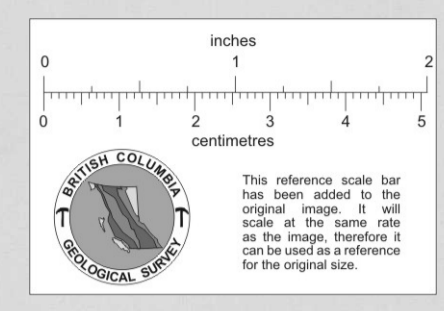 inches
0 1 2
0 1 2 3 4 5
centimetres
BRITISH COLUMBIA
GEOLOGICAL SURVEY
This reference scale bar
has been added to the
original image. It will
scale at the same rate
as the image, therefore it
can be used as a reference
for the original size.